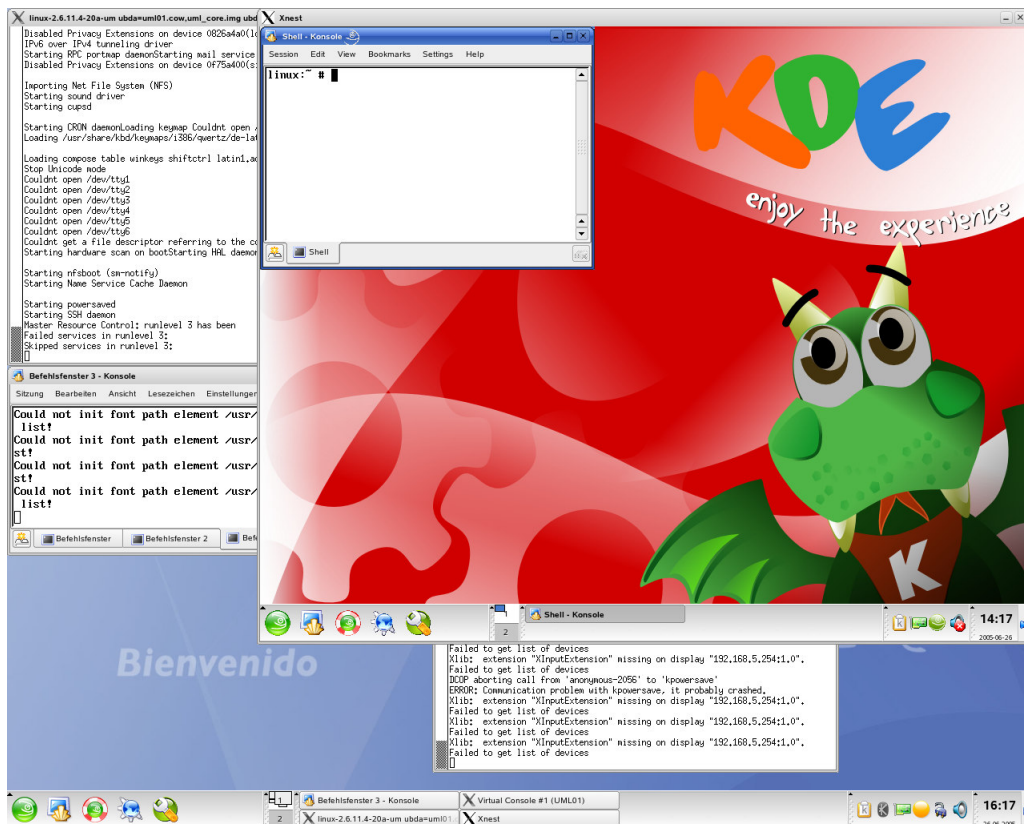 linux-2.6.11.4-20a-um ubda=uml01.cow,uml_core.img ubd
Disabled Privacy Extensions on device 0826a4a0(lo
IPv6 over IPv4 tunneling driver
Starting RPC portmap daemonStarting mail service
Disabled Privacy Extensions on device 0f75a400(s
Importing Net File System (NFS)
Starting sound driver
Starting cupsd
Starting CRON daemonLoading keymap Couldnt open /
Loading /usr/share/kbd/keymaps/i386/qwertz/de-lat
Loading compose table winkeys shiftctrl latin1.ad
Stop Unicode mode
Couldnt open /dev/tty1
Couldnt open /dev/tty2
Couldnt open /dev/tty3
Couldnt open /dev/tty4
Couldnt open /dev/tty5
Couldnt open /dev/tty6
Couldnt get a file descriptor referring to the co
Starting hardware scan on bootStarting HAL daemon
Starting nfsboot (sm-notify)
Starting Name Service Cache Daemon
Starting powersaved
Starting SSH daemon
Master Resource Control: runlevel 3 has been
Failed services in runlevel 3:
Skipped services in runlevel 3:
Befehlsfenster 3 - Konsole
Sitzung Bearbeiten Ansicht Lesezeichen Einstellungen
Could not init font path element /usr/
list!
Could not init font path element /usr/
st!
Could not init font path element /usr/
st!
Could not init font path element /usr/
list!
Befehlsfenster Befehlsfenster 2 Bef
Xnest
Shell - Konsole
Session Edit View Bookmarks Settings Help
linux:~ #
Shell
KDE
enjoy the experience
K
2
Shell - Konsole
14:17
2005-06-26
Bienvenido
Failed to get list of devices
Xlib: extension "XInputExtension" missing on display "192.168.5.254:1.0".
Failed to get list of devices
DCOP aborting call from 'anonymous-2056' to 'kpowersave'
ERROR: Communication problem with kpowersave, it probably crashed.
Xlib: extension "XInputExtension" missing on display "192.168.5.254:1.0".
Failed to get list of devices
Xlib: extension "XInputExtension" missing on display "192.168.5.254:1.0".
Failed to get list of devices
Xlib: extension "XInputExtension" missing on display "192.168.5.254:1.0".
Failed to get list of devices
1
2
Befehlsfenster 3 - Konsole
Virtual Console #1 (UML01)
linux-2.6.11.4-20a-um ubda=uml01
Xnest
16:17